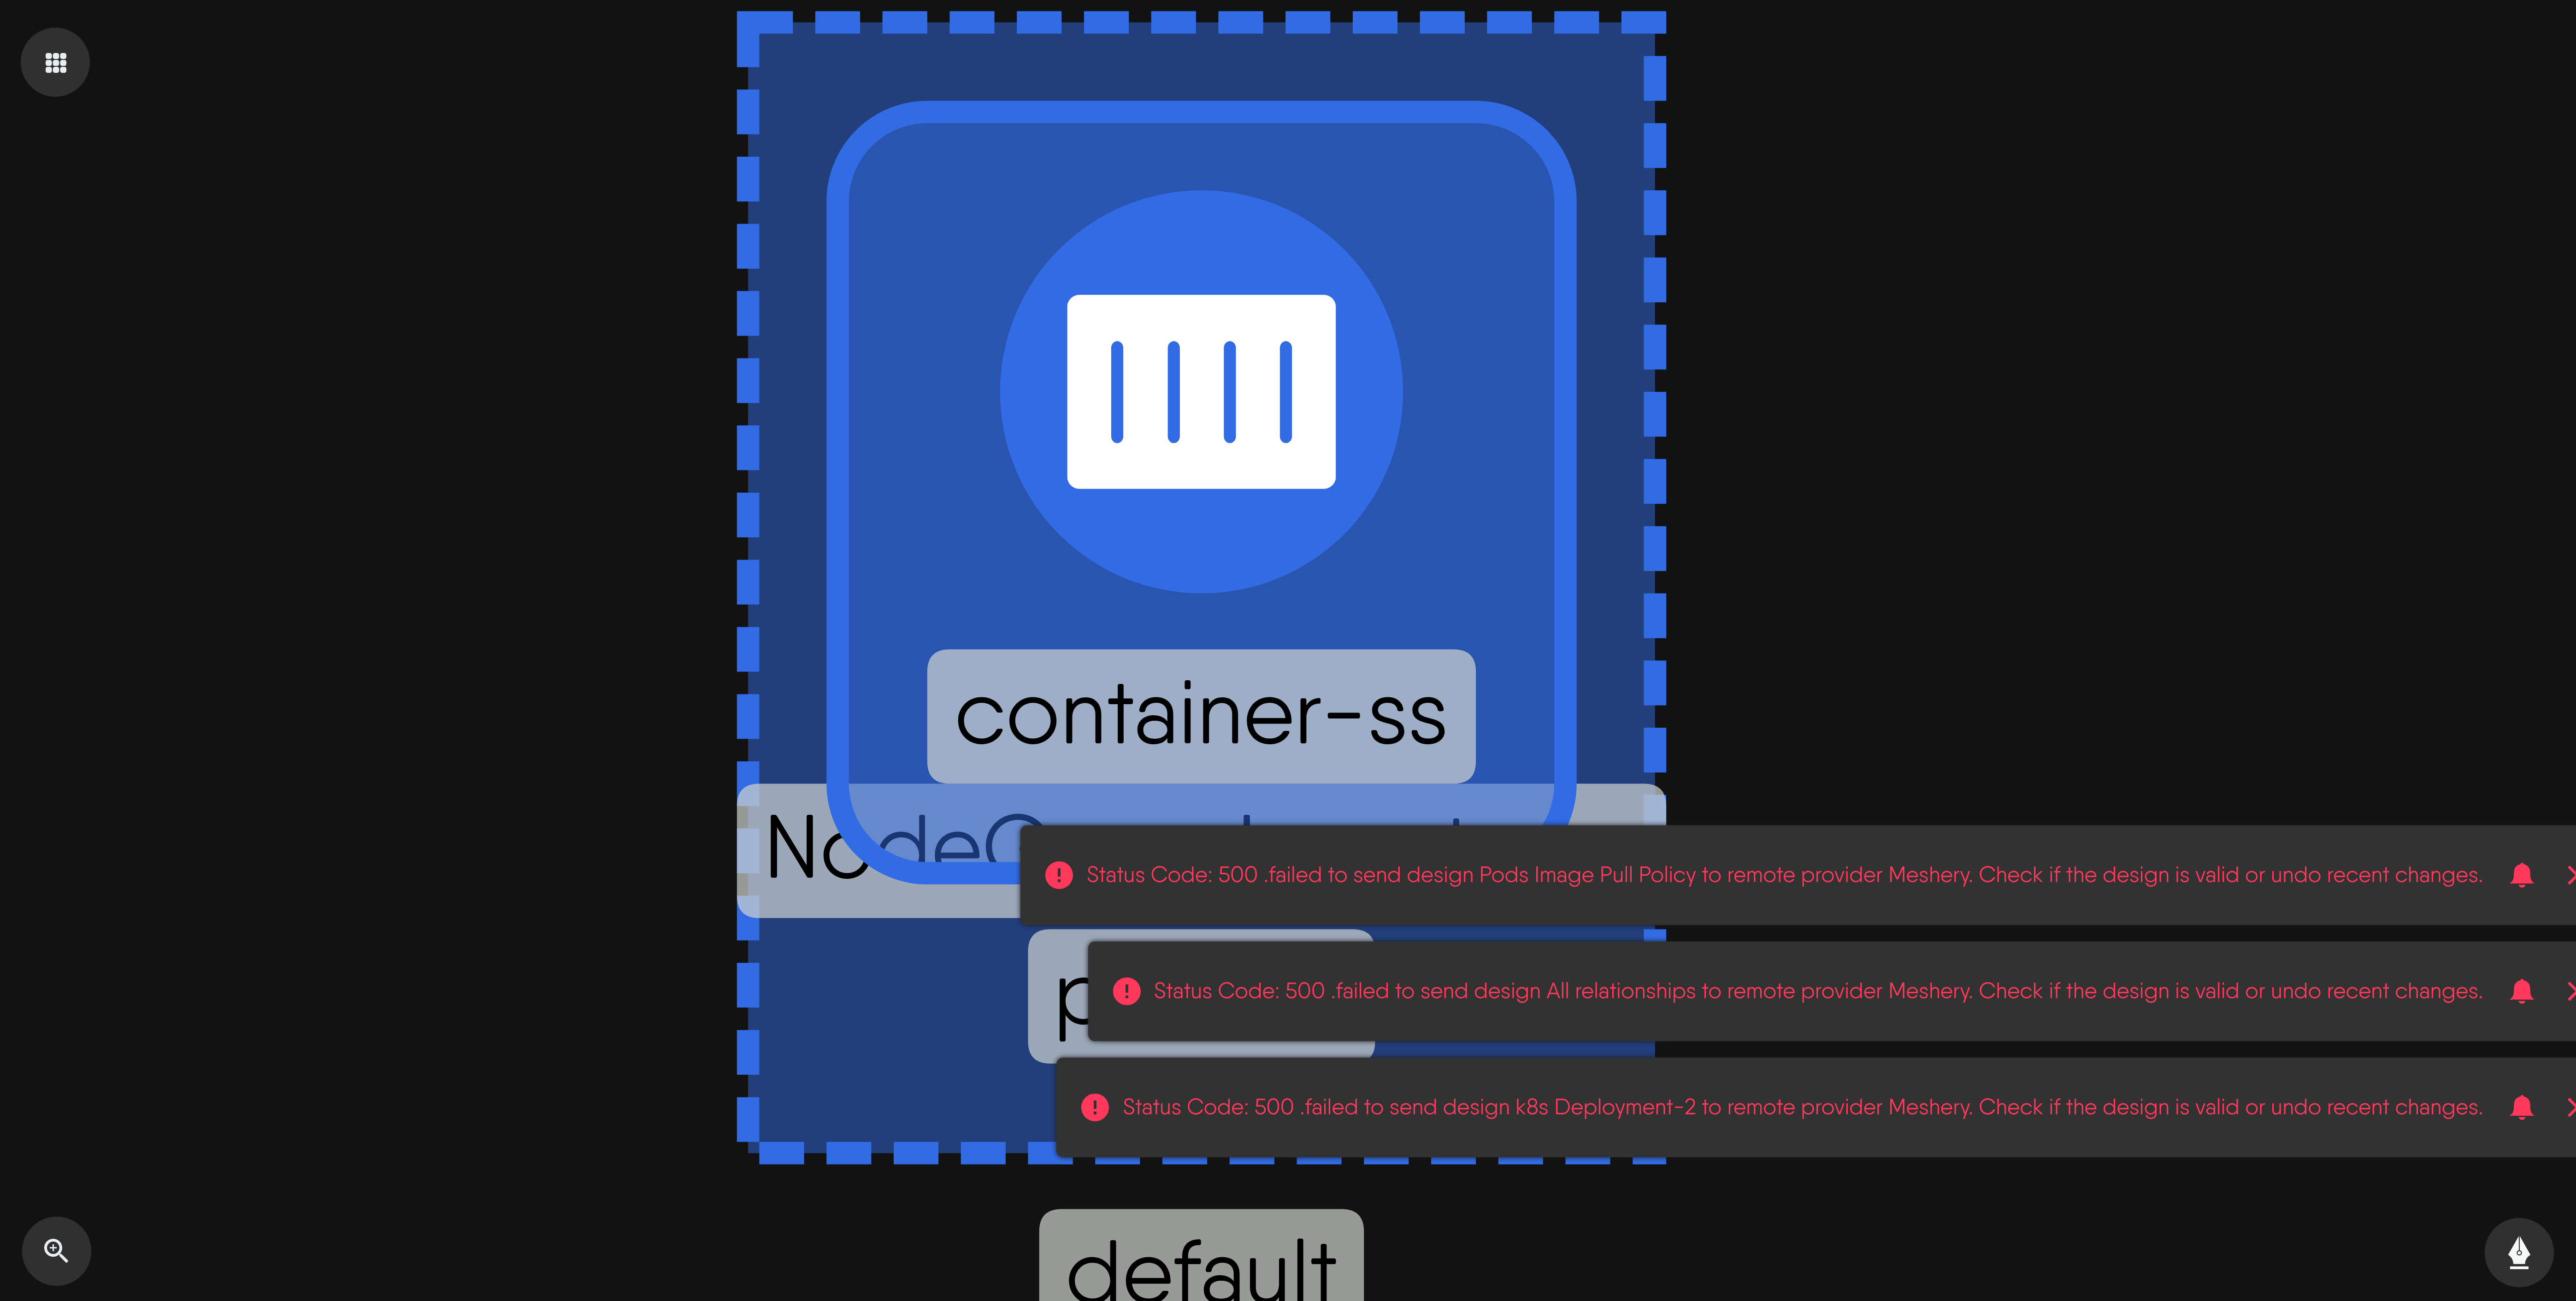 container-ss
Status Code: 500 .failed to send design Pods Image Pull Policy to remote provider Meshery. Check if the design is valid or undo recent changes.
Status Code: 500 .failed to send design All relationships to remote provider Meshery. Check if the design is valid or undo recent changes.
Status Code: 500 .failed to send design k8s Deployment-2 to remote provider Meshery. Check if the design is valid or undo recent changes.
default